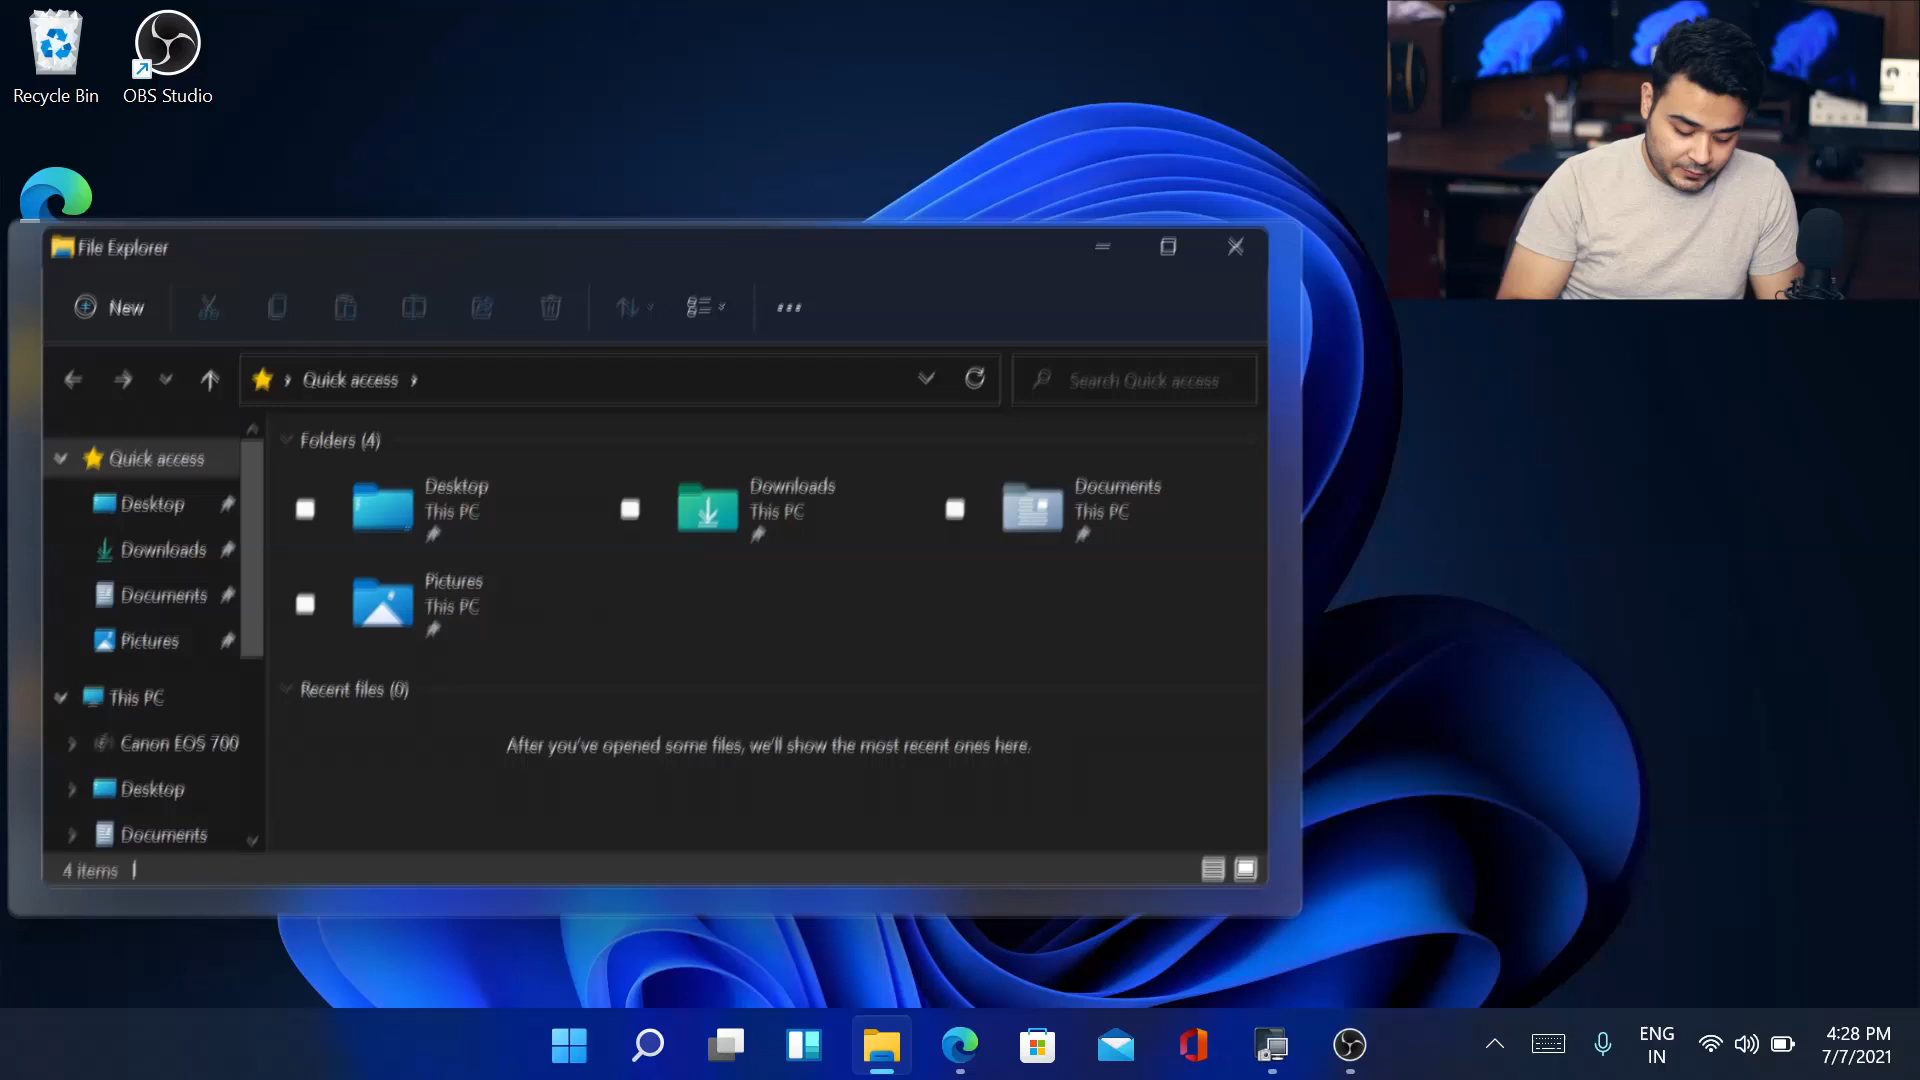 Recycle Bin
OBS Studio
File Explorer
New
Quick access
Search Quick access
Quick access
Desktop
Downloads
Documents
Pictures
This PC
Canon EOS 700
Desktop
Documents
Folders (4)
Desktop
This PC
Downloads
This PC
Documents
This PC
Pictures
This PC
Recent files (0)
After you've opened some files, we'll show the most recent ones here.
4 items
ENG
IN
4:28 PM
7/7/2021